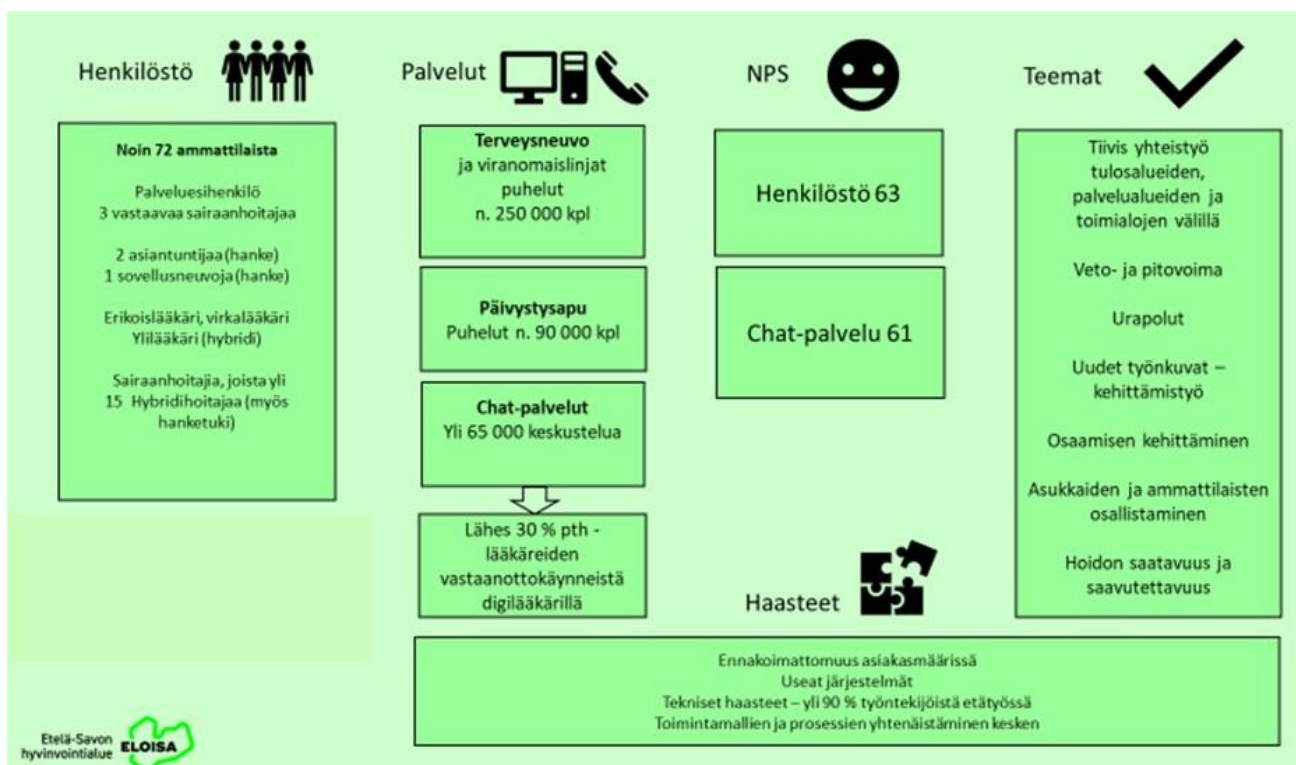 Henkilöstö
Noin 72 ammattilaista
Palveluesihenkilö
3 vastaavaa sairaanhoitajaa
2 asiantuntijaa (hanke)
1 sovellusneuvoja (hanke)
Erikoislääkäri, virkalääkäri
Ylilääkäri (hybridi)
Sairaanhoitajia, joista yli
15 Hybridihoitajaa (myös
hanketuki)
Palvelut
Terveysneuvo
ja viranomaislinjat
puhelut
n. 250 000 kpl
Päivystysapu
Puhelut n. 90 000 kpl
Chat-palvelut
Yli 65 000 keskustelua
Lähes 30 % pth -
lääkäreiden
vastaanottokäynneistä
digilääkärillä
NPS
Henkilöstö 63
Chat-palvelu 61
Teemat
Tiivis yhteistyö
tulosalueiden,
palvelualueiden ja
toimialojen välillä
Veto- ja pitovoima
Urapolut
Uudet työnkuvat –
kehittämistyö
Osaamisen kehittäminen
Asukkaiden ja ammattilaisten
osallistaminen
Hoidon saatavuus ja
saavutettavuus
Haasteet
Ennakoimattomuus asiakasmäärissä
Useat järjestelmät
Tekniset haasteet – yli 90 % työntekijöistä etätyössä
Toimintamallien ja prosessien yhtenäistäminen kesken
Etelä-Savon
hyvinvointialue
ELOISA